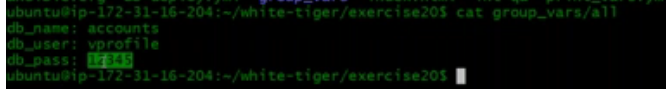 ubuntu@ip-172-31-16-204:~/white-tiger/exercise20$ cat group_vars/all
db_name: accounts
db_user: vprofile
db_pass: 12345
ubuntu@ip-172-31-16-204:~/white-tiger/exercise20$